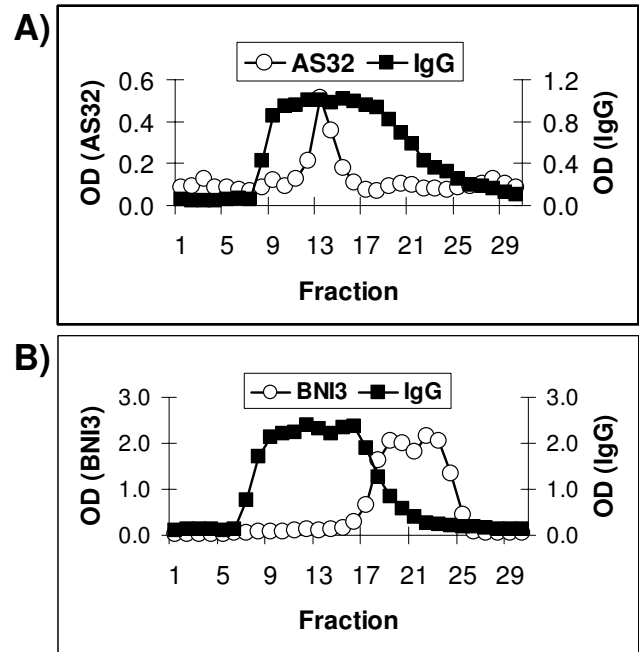 A)
AS32 IgG
0.6 1.2
0.4 0.8
0.2 0.4
0.0 0.0
OD (AS32)
OD (IgG)
1 5 9 13 17 21 25 29
Fraction
B)
BNI3 IgG
3.0 3.0
2.0 2.0
1.0 1.0
0.0 0.0
OD (BNI3)
OD (IgG)
1 5 9 13 17 21 25 29
Fraction